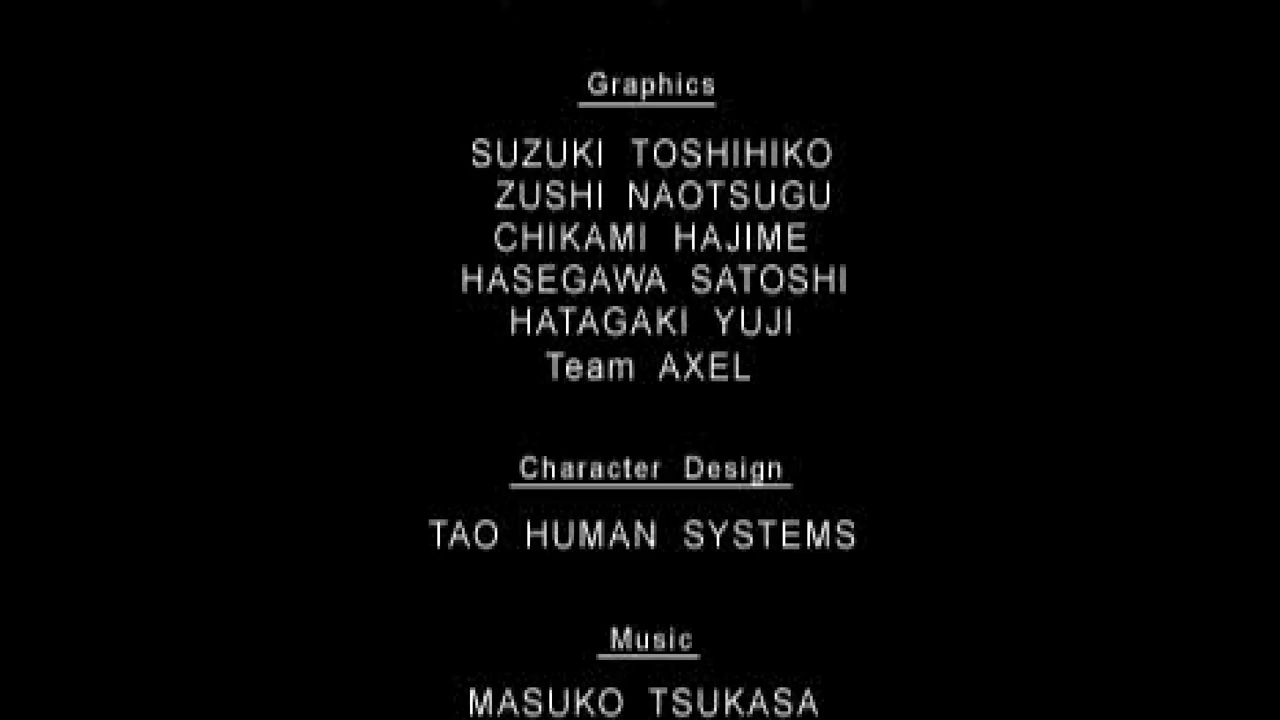 Graphics
SUZUKI TOSHIHIKO
ZUSHI NAOTSUGU
CHIKAMI HAJIME
HASEGAWA SATOSHI
HATAGAKI YUJI
Team AXEL
Character Design
TAO HUMAN SYSTEMS
Music
MASUKO TSUKASA